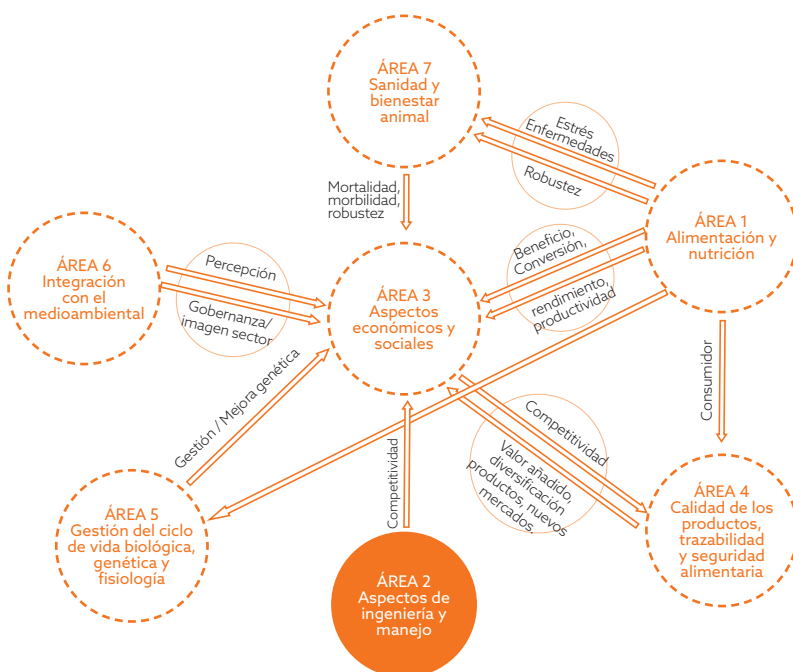 ÁREA 7
Sanidad y
bienestar
animal
Estrés
Enfermedades
Robustez
Mortalidad,
morbilidad,
robustez
ÁREA 1
Alimentación y
nutrición
Beneficio,
Conversión,
rendimiento,
productividad
ÁREA 6
Integración
con el
medioambiental
Percepción
Gobernanza/
imagen sector
ÁREA 3
Aspectos
económicos y
sociales
Gestión / Mejora genética
Competitividad
Competitividad
Valor añadido,
diversificación
productos, nuevos
mercados.
Consumidor
ÁREA 5
Gestión del ciclo
de vida biológica,
genética y
fisiología
ÁREA 4
Calidad de los
productos,
trazabilidad
y seguridad
alimentaria
ÁREA 2
Aspectos de
ingeniería y
manejo